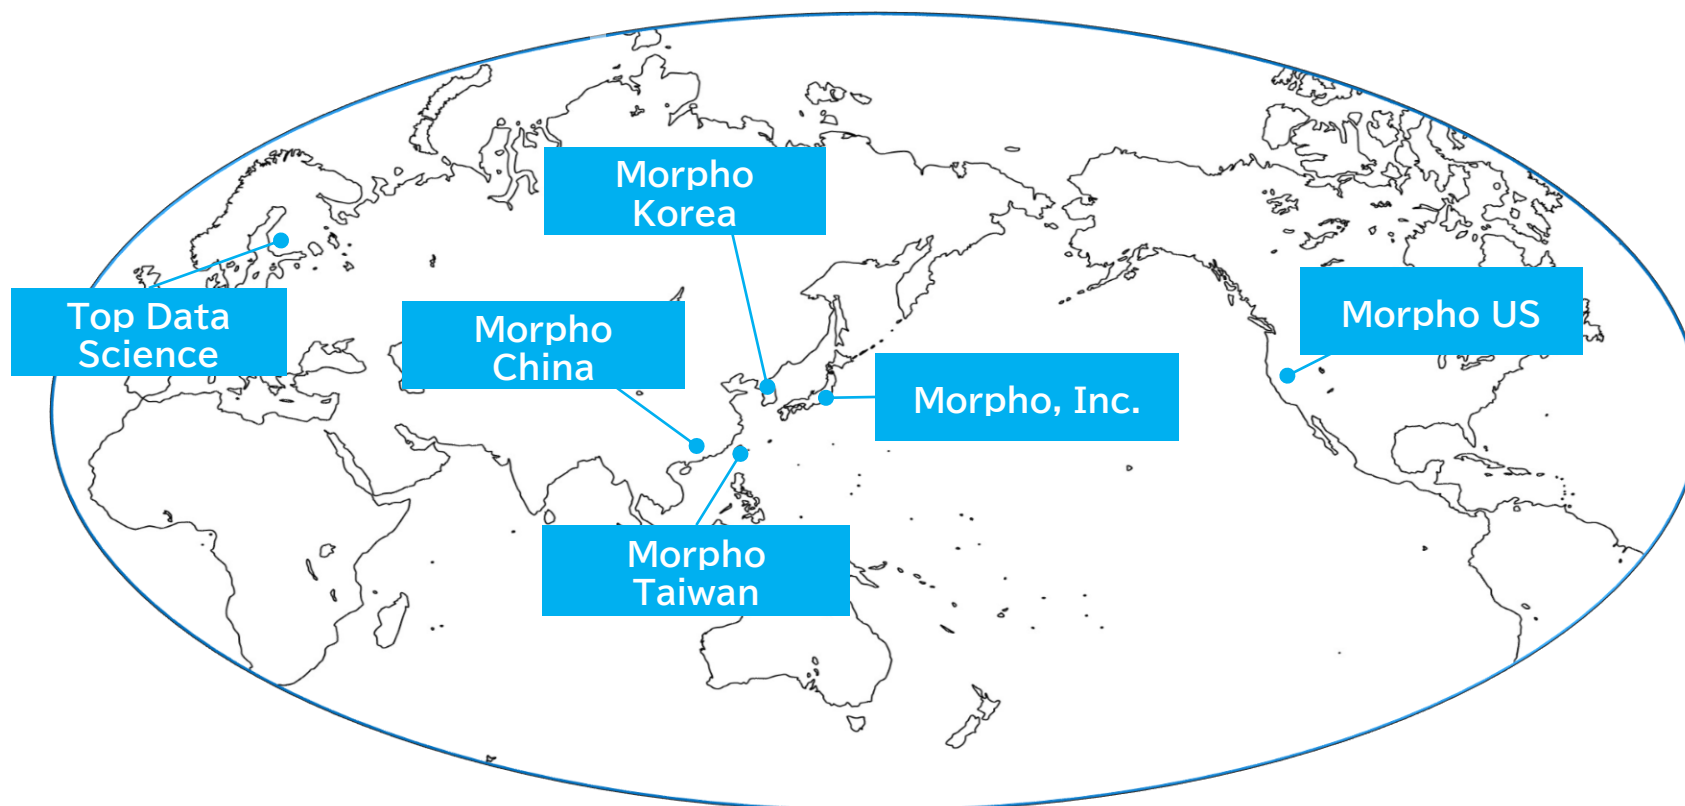 Morpho
Korea
Top Data
Science
Morpho
China
Morpho US
Morpho, Inc.
Morpho
Taiwan